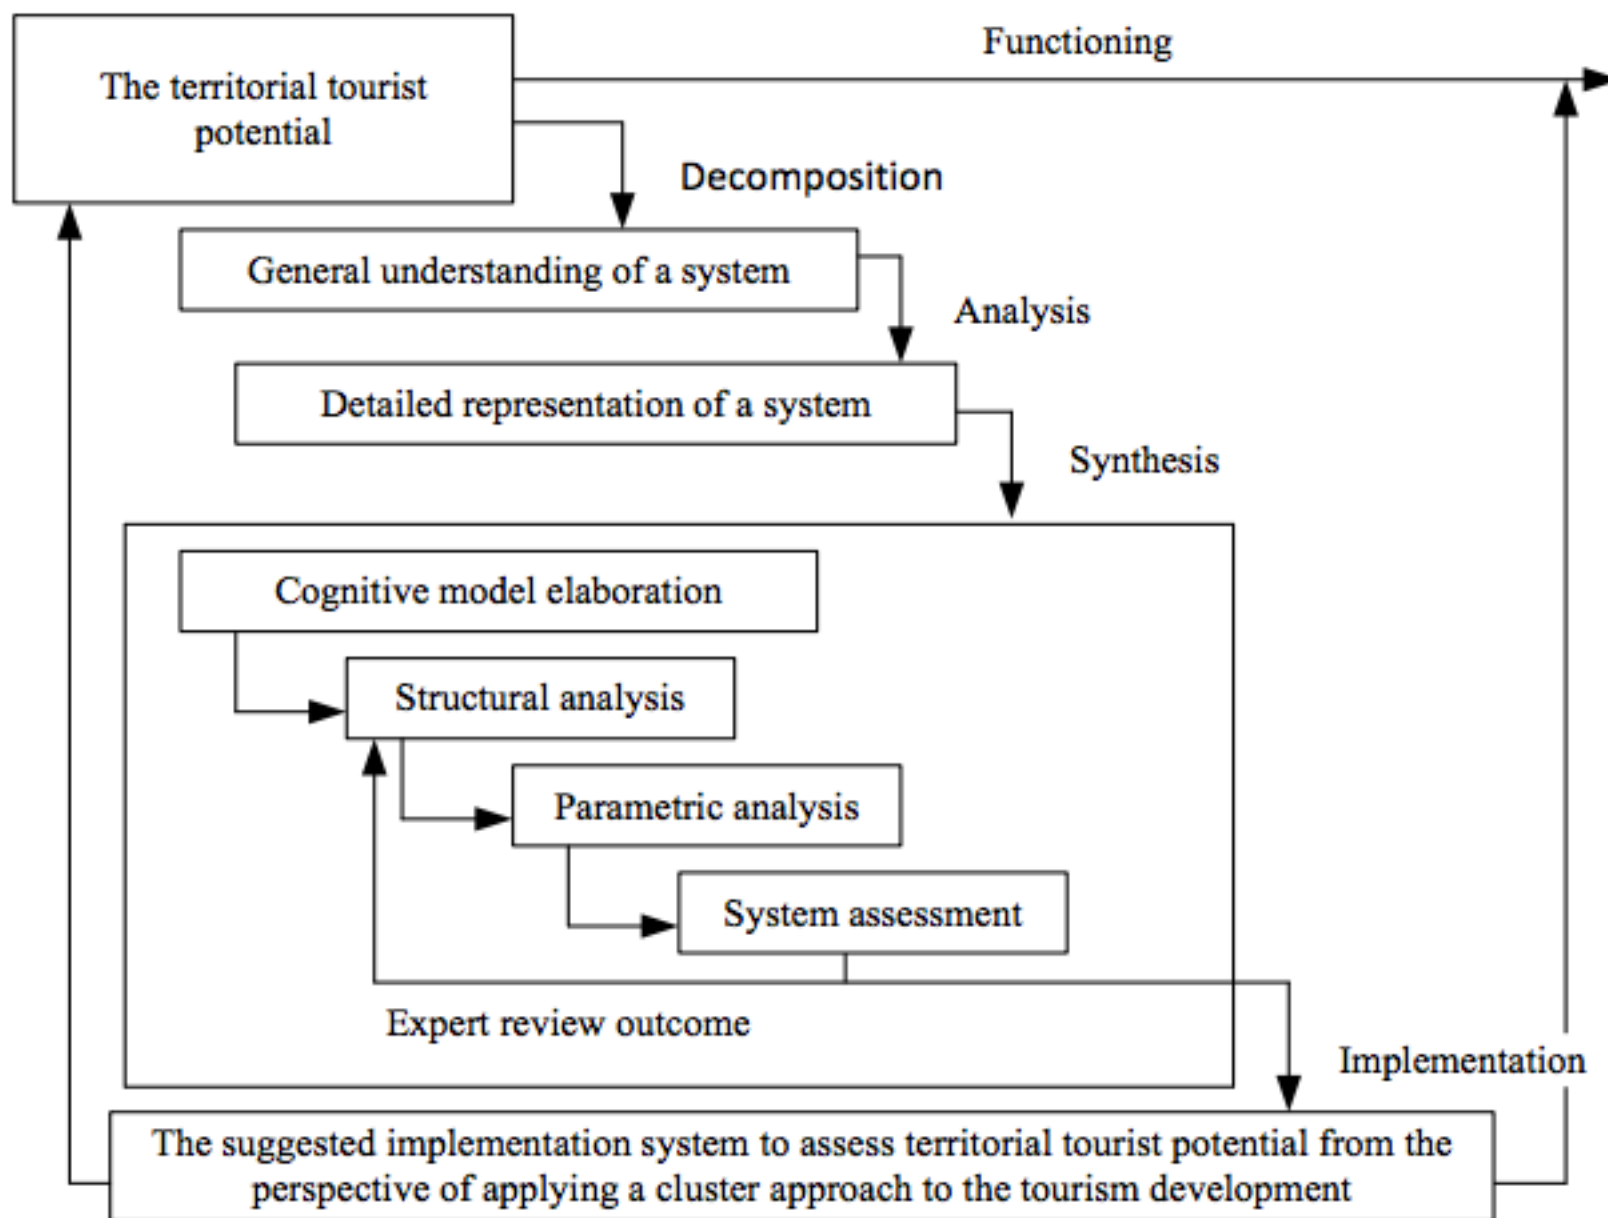 Functioning
The territorial tourist
potential
Decomposition
General understanding of a system
Analysis
Detailed representation of a system
Synthesis
Cognitive model elaboration
Structural analysis
Parametric analysis
System assessment
Expert review outcome
Implementation
The suggested implementation system to assess territorial tourist potential from the
perspective of applying a cluster approach to the tourism development